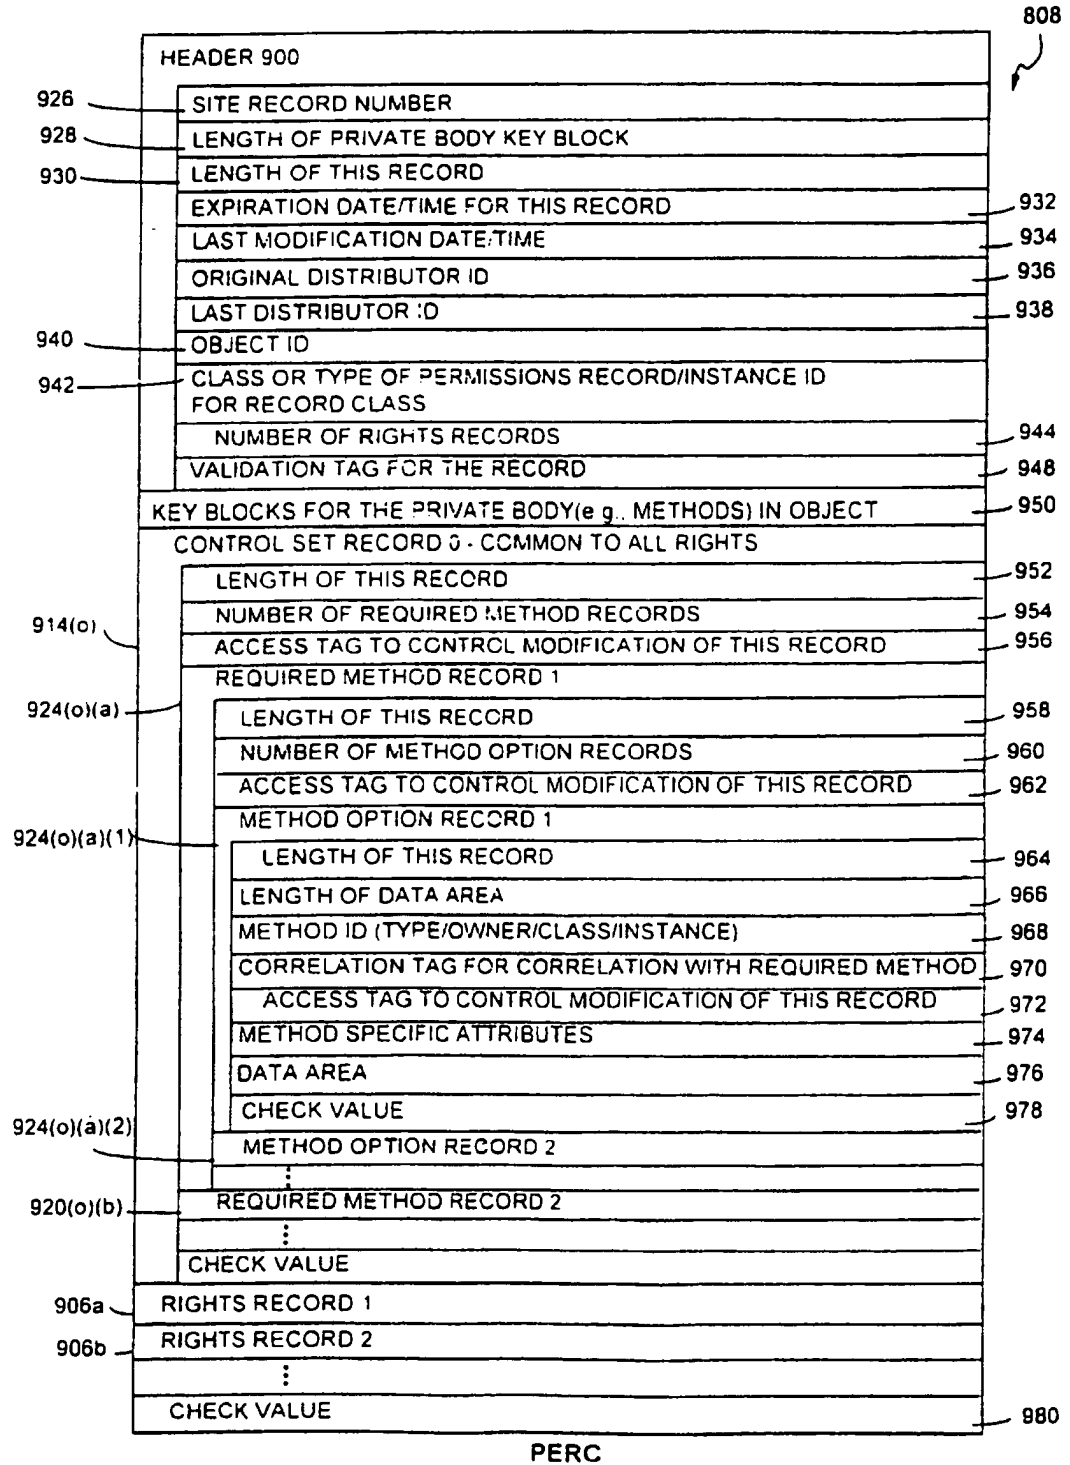 808
HEADER 900
926 SITE RECORD NUMBER
928 LENGTH OF PRIVATE BODY KEY BLOCK
930 LENGTH OF THIS RECORD
EXPIRATION DATE/TIME FOR THIS RECORD 932
LAST MODIFICATION DATE/TIME 934
ORIGINAL DISTRIBUTOR ID 936
LAST DISTRIBUTOR ID 938
940 OBJECT ID
942 CLASS OR TYPE OF PERMISSIONS RECORD/INSTANCE ID
FOR RECORD CLASS
NUMBER OF RIGHTS RECORDS 944
VALIDATION TAG FOR THE RECORD 948
KEY BLOCKS FOR THE PRIVATE BODY(e g., METHODS) IN OBJECT 950
CONTROL SET RECORD 0 - COMMON TO ALL RIGHTS
LENGTH OF THIS RECORD 952
NUMBER OF REQUIRED METHOD RECORDS 954
914(o)
ACCESS TAG TO CONTROL MODIFICATION OF THIS RECORD 956
REQUIRED METHOD RECORD 1
924(o)(a) LENGTH OF THIS RECORD 958
NUMBER OF METHOD OPTION RECORDS 960
ACCESS TAG TO CONTROL MODIFICATION OF THIS RECORD 962
METHOD OPTION RECORD 1
924(o)(a)(1)
LENGTH OF THIS RECORD 964
LENGTH OF DATA AREA 966
METHOD ID (TYPE/OWNER/CLASS/INSTANCE) 968
CORRELATION TAG FOR CORRELATION WITH REQUIRED METHOD 970
ACCESS TAG TO CONTROL MODIFICATION OF THIS RECORD 972
METHOD SPECIFIC ATTRIBUTES 974
DATA AREA 976
CHECK VALUE 978
924(o)(a)(2)
METHOD OPTION RECORD 2
920(o)(b) REQUIRED METHOD RECORD 2
CHECK VALUE
906a RIGHTS RECORD 1
906b RIGHTS RECORD 2
CHECK VALUE 980
PERC